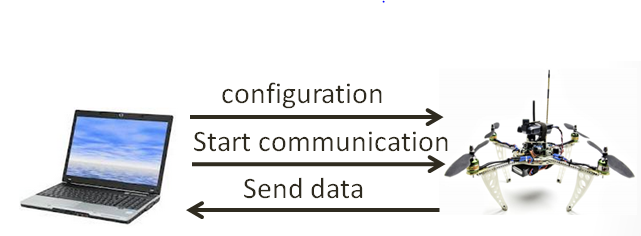 configuration
Start communication
Send data